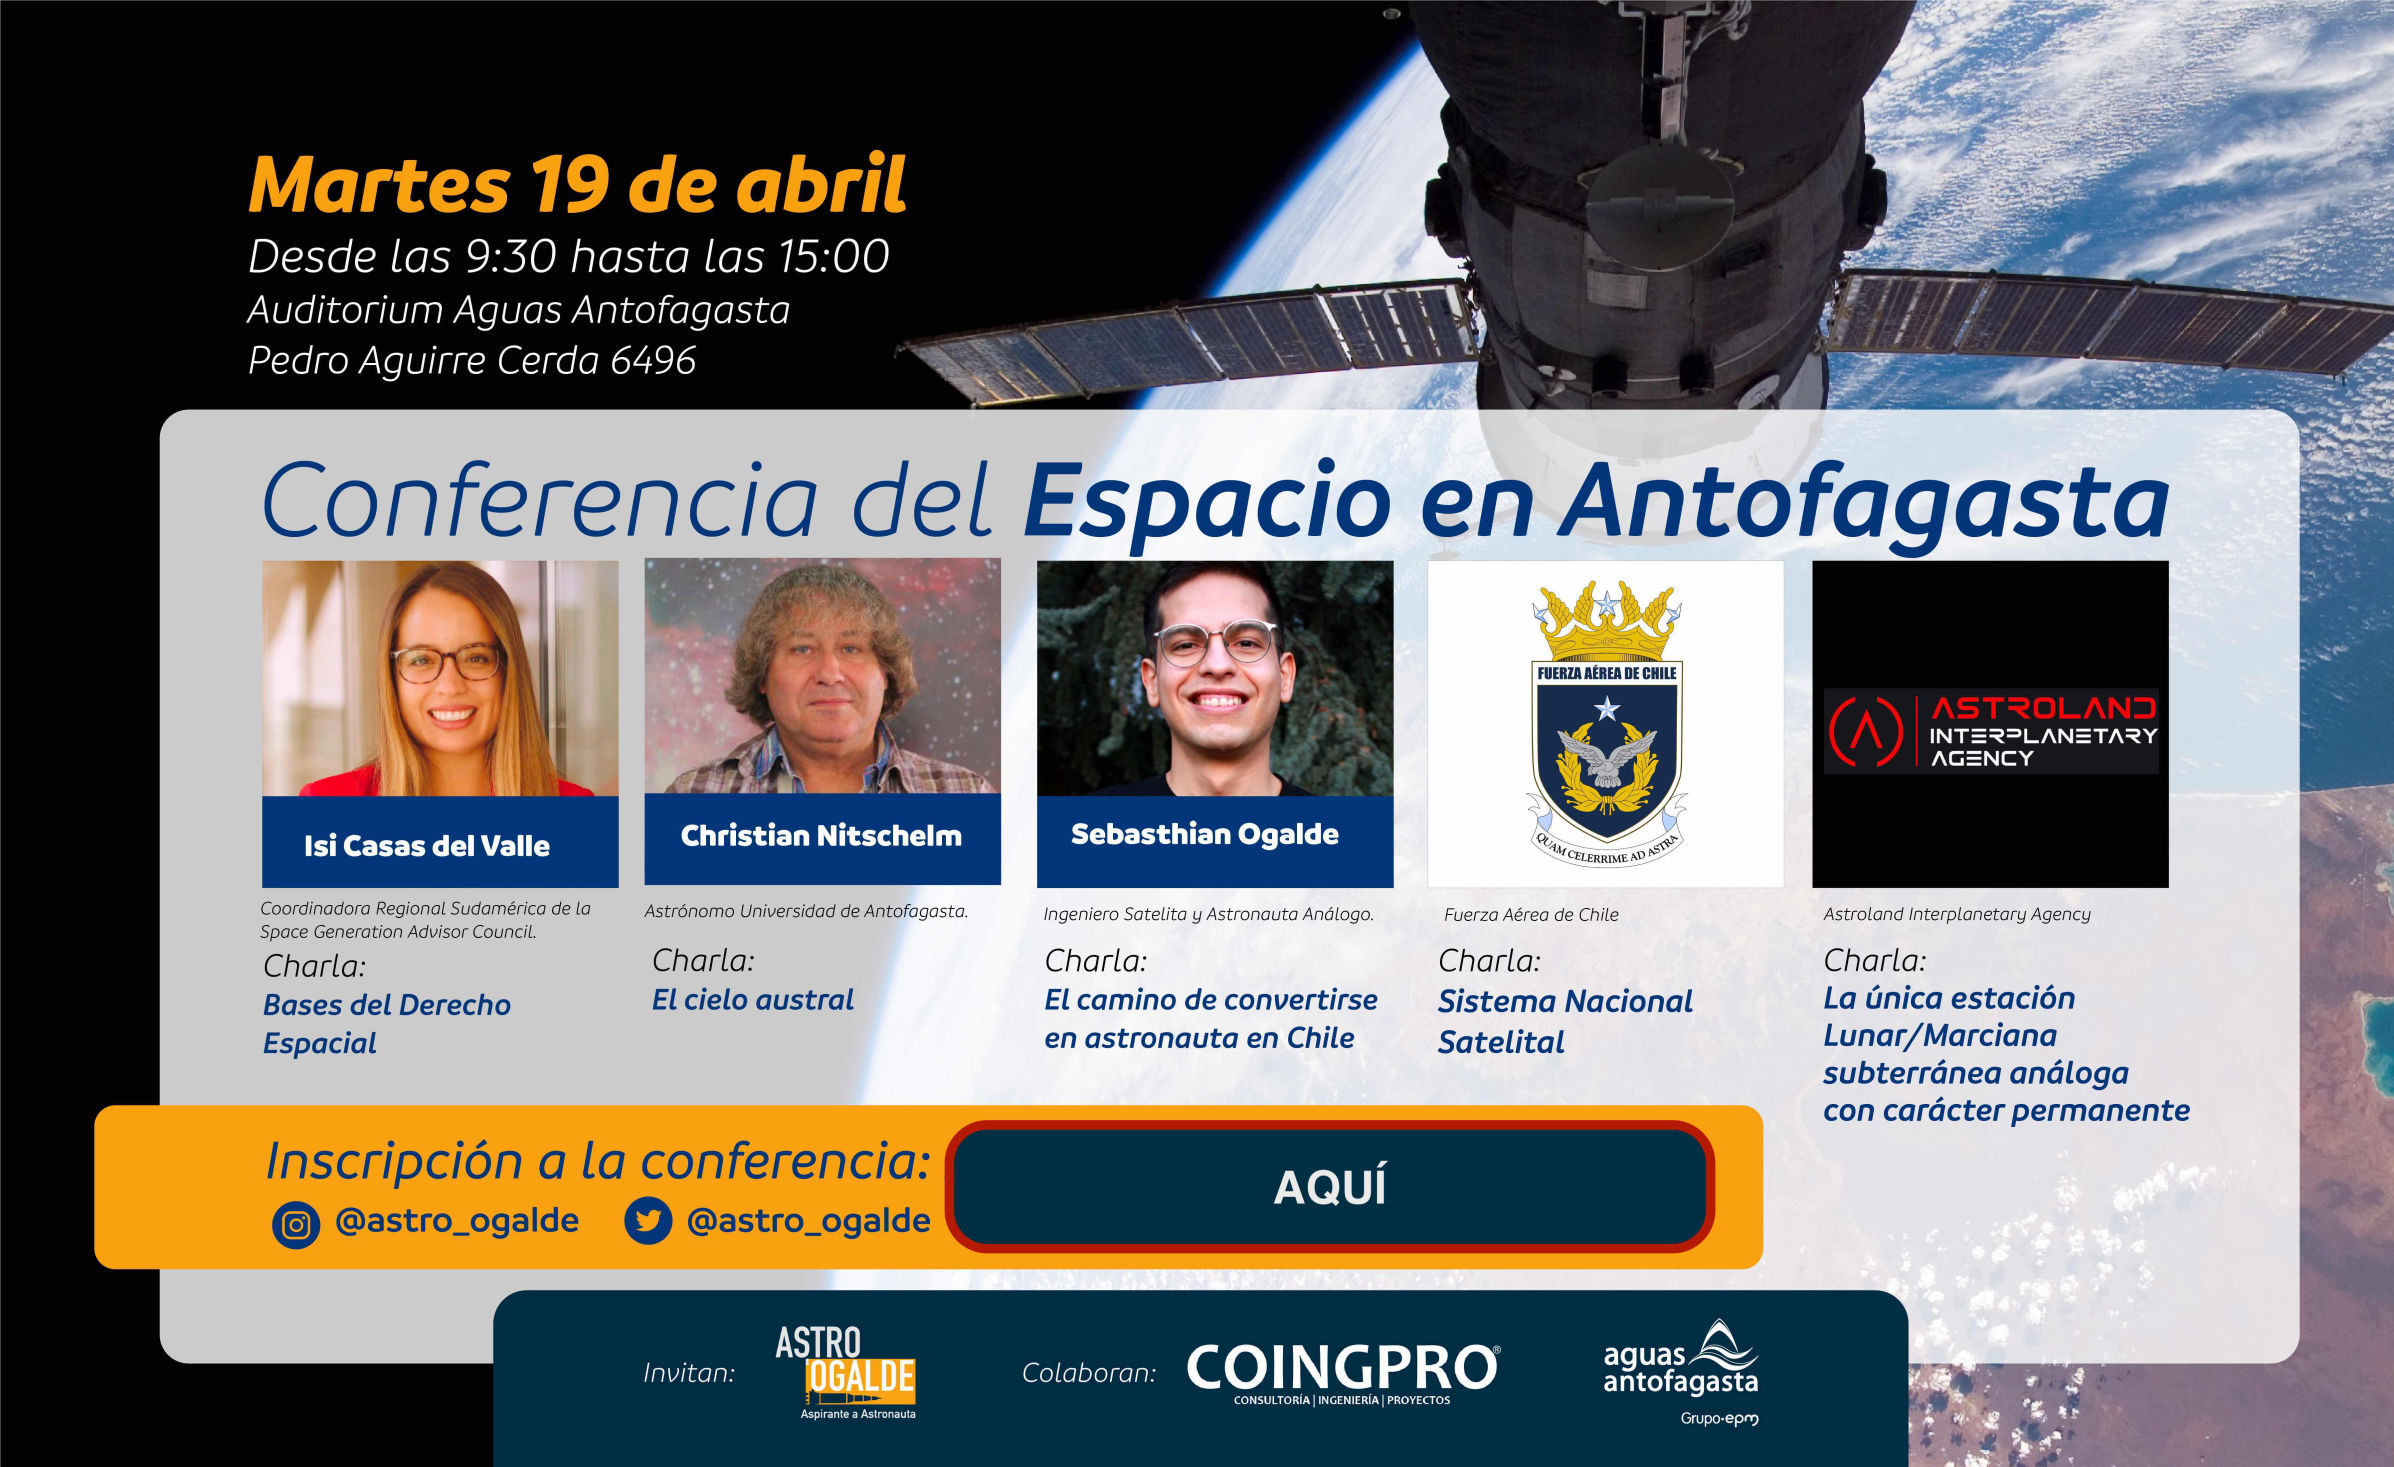 Martes 19 de abril
Desde las 9:30 hasta las 15:00
Auditorium Aguas Antofagasta
Pedro Aguirre Cerda 6496
Conferencia del Espacio en Antofagasta
Isi Casas del Valle
Coordinadora Regional Sudamérica de la
Space Generation Advisor Council.
Charla:
Bases del Derecho
Espacial
Christian Nitschelm
Astrónomo Universidad de Antofagasta.
Charla:
El cielo austral
Sebasthian Ogalde
Ingeniero Satelita y Astronauta Análogo.
Charla:
El camino de convertirse
en astronauta en Chile
FUERZA AÉREA DE CHILE
QUAM CELERRIME AD ASTRA
Fuerza Aérea de Chile
Charla:
Sistema Nacional
Satelital
ASTROLAND
INTERPLANETARY
AGENCY
Astroland Interplanetary Agency
Charla:
La única estación
Lunar/Marciana
subterránea análoga
con carácter permanente
Inscripción a la conferencia:
@astro_ogalde @astro_ogalde
AQUÍ
Invitan:
ASTRO
OGALDE
Aspirante a Astronauta
Colaboran:
COINGPRO®
CONSULTORÍA | INGENIERÍA | PROYECTOS
aguas
antofagasta
Grupo·epm